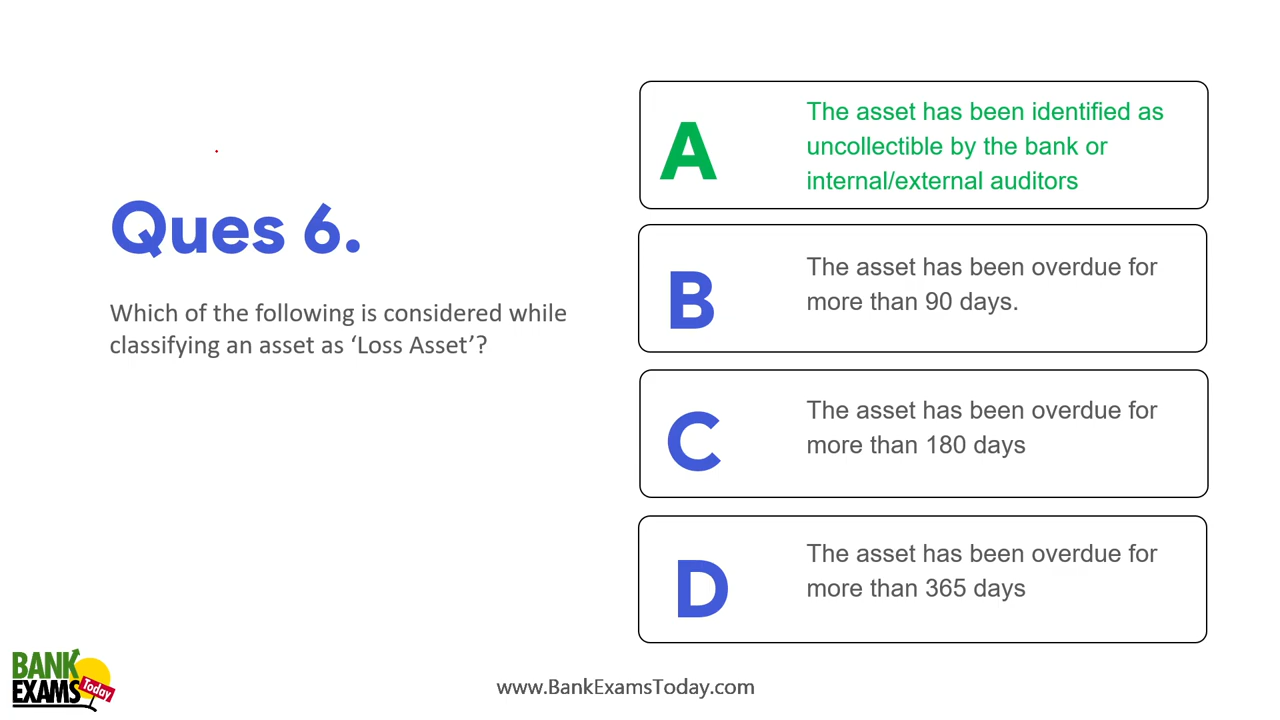 Ques 6.
Which of the following is considered while
classifying an asset as ‘Loss Asset’?
A
The asset has been identified as
uncollectible by the bank or
internal/external auditors
B
The asset has been overdue for
more than 90 days.
C
The asset has been overdue for
more than 180 days
D
The asset has been overdue for
more than 365 days
BANK
EXAMS
Today
www.BankExamsToday.com